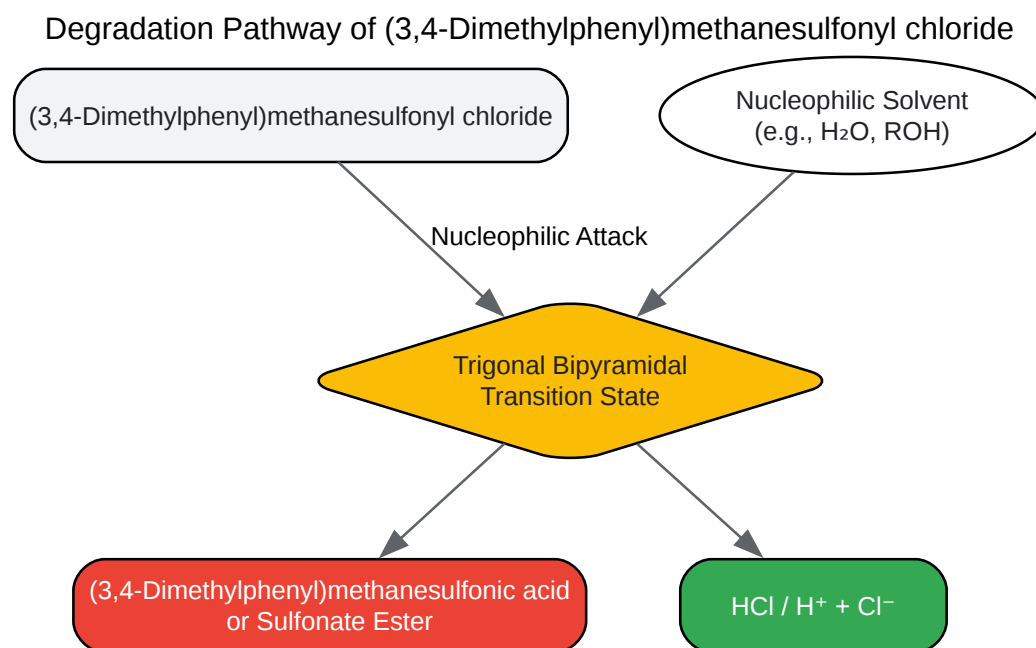 Degradation Pathway of (3,4-Dimethylphenyl)methanesulfonyl chloride
(3,4-Dimethylphenyl)methanesulfonyl chloride
Nucleophilic Solvent
(e.g., H₂O, ROH)
Nucleophilic Attack
Trigonal Bipyramidal
Transition State
(3,4-Dimethylphenyl)methanesulfonic acid
or Sulfonate Ester
HCl / H⁺ + Cl⁻